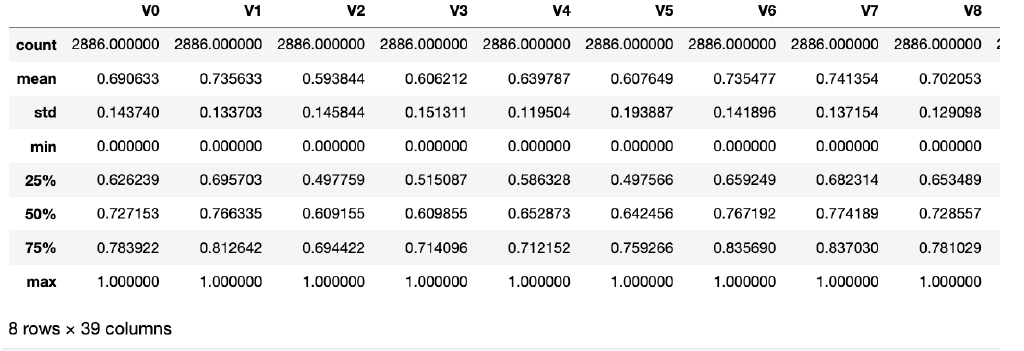 V0 V1 V2 V3 V4 V5 V6 V7 V8
count 2886.000000 2886.000000 2886.000000 2886.000000 2886.000000 2886.000000 2886.000000 2886.000000 2886.000000
mean 0.690633 0.735633 0.593844 0.606212 0.639787 0.607649 0.735477 0.741354 0.702053
std 0.143740 0.133703 0.145844 0.151311 0.119504 0.193887 0.141896 0.137154 0.129098
min 0.000000 0.000000 0.000000 0.000000 0.000000 0.000000 0.000000 0.000000 0.000000
25% 0.626239 0.695703 0.497759 0.515087 0.586328 0.497566 0.659249 0.682314 0.653489
50% 0.727153 0.766335 0.609155 0.609855 0.652873 0.642456 0.767192 0.774189 0.728557
75% 0.783922 0.812642 0.694422 0.714096 0.712152 0.759266 0.835690 0.837030 0.781029
max 1.000000 1.000000 1.000000 1.000000 1.000000 1.000000 1.000000 1.000000 1.000000
8 rows × 39 columns